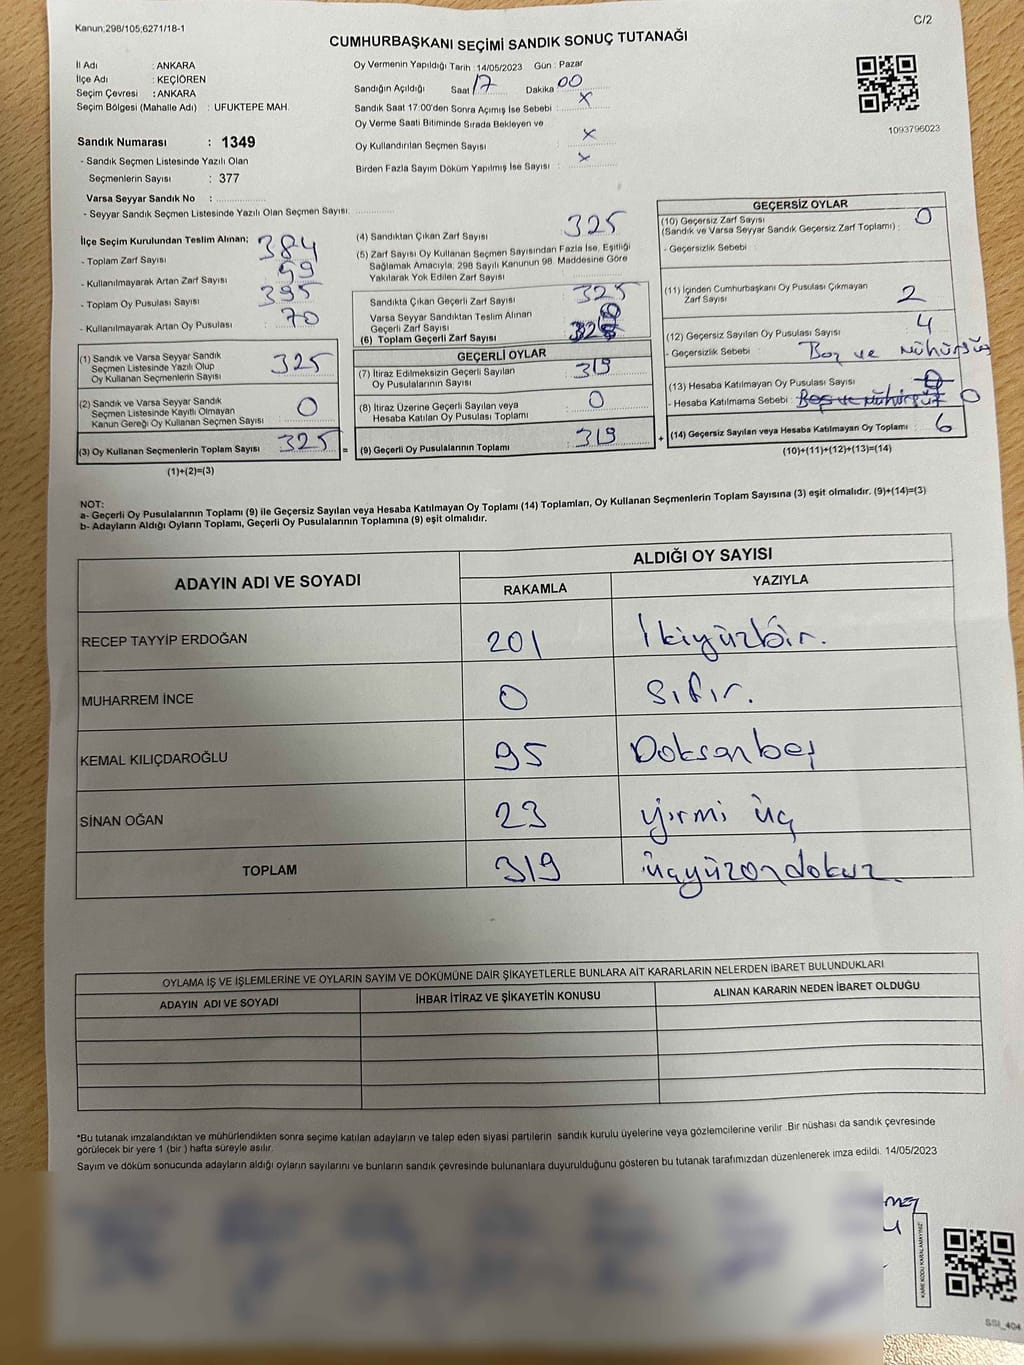 Kanun;298/105;6271/18-1
C/2
CUMHURBAŞKANI SEÇİMİ SANDIK SONUÇ TUTANAĞI
İl Adı : ANKARA
İlçe Adı : KEÇİÖREN
Seçim Çevresi : ANKARA
Seçim Bölgesi (Mahalle Adı) : UFUKTEPE MAH.
Sandık Numarası : 1349
- Sandık Seçmen Listesinde Yazılı Olan
Seçmenlerin Sayısı : 377
Varsa Seyyar Sandık No :
- Seyyar Sandık Seçmen Listesinde Yazılı Olan Seçmen Sayısı:
Oy Vermenin Yapıldığı Tarih : 14/05/2023 Gün : Pazar
Sandığın Açıldığı Saat 17 Dakika 00
Sandık Saat 17:00'den Sonra Açımış İse Sebebi : x
Oy Verme Saati Bitiminde Sırada Bekleyen ve
Oy Kullandırılan Seçmen Sayısı x
Birden Fazla Sayım Döküm Yapılmış İse Sayısı : x
1093796023
İlçe Seçim Kurulundan Teslim Alınan;
- Toplam Zarf Sayısı 384
- Kullanılmayarak Artan Zarf Sayısı : 59
- Toplam Oy Pusulası Sayısı : 395
- Kullanılmayarak Artan Oy Pusulası : 70
(1) Sandık ve Varsa Seyyar Sandık
Seçmen Listesinde Yazılı Olup
Oy Kullanan Seçmenlerin Sayısı : 325
(2) Sandık ve Varsa Seyyar Sandık
Seçmen Listesinde Kayıtlı Olmayan
Kanun Gereği Oy Kullanan Seçmen Sayısı : 0
(3) Oy Kullanan Seçmenlerin Toplam Sayısı : 325 =
(1)+(2)=(3)
(4) Sandıktan Çıkan Zarf Sayısı : 325
(5) Zarf Sayısı Oy Kullanan Seçmen Sayısından Fazla İse, Eşitliği
Sağlamak Amacıyla; 298 Sayılı Kanunun 98. Maddesine Göre
Yakılarak Yok Edilen Zarf Sayısı
Sandıkta Çıkan Geçerli Zarf Sayısı : 325
Varsa Seyyar Sandıktan Teslim Alınan
Geçerli Zarf Sayısı : 0
(6) Toplam Geçerli Zarf Sayısı : 325
GEÇERLİ OYLAR
(7) İtiraz Edilmeksizin Geçerli Sayılan
Oy Pusulalarının Sayısı : 319
(8) İtiraz Üzerine Geçerli Sayılan veya
Hesaba Katılan Oy Pusulası Toplamı : 0
(9) Geçerli Oy Pusulalarının Toplamı : 319 +
GEÇERSİZ OYLAR
(10) Geçersiz Zarf Sayısı
(Sandık ve Varsa Seyyar Sandık Geçersiz Zarf Toplamı) : 0
- Geçersizlik Sebebi :
(11) İçinden Cumhurbaşkanı Oy Pusulası Çıkmayan
Zarf Sayısı : 2
(12) Geçersiz Sayılan Oy Pusulası Sayısı : 4
- Geçersizlik Sebebi : Boş ve Mühürsüz
(13) Hesaba Katılmayan Oy Pusulası Sayısı : 0
- Hesaba Katılmama Sebebi : Boş ve Mühürsüz 0
(14) Geçersiz Sayılan veya Hesaba Katılmayan Oy Toplamı : 6
(10)+(11)+(12)+(13)=(14)
NOT:
a- Geçerli Oy Pusulalarının Toplamı (9) ile Geçersiz Sayılan veya Hesaba Katılmayan Oy Toplamı (14) Toplamları, Oy Kullanan Seçmenlerin Toplam Sayısına (3) eşit olmalıdır. (9)+(14)=(3)
b- Adayların Aldığı Oyların Toplamı, Geçerli Oy Pusulalarının Toplamına (9) eşit olmalıdır.
ADAYIN ADI VE SOYADI ALDIĞI OY SAYISI
RAKAMLA YAZIYLA
RECEP TAYYİP ERDOĞAN 201 İkiyüzbir.
MUHARREM İNCE 0 sıfır.
KEMAL KILIÇDAROĞLU 95 Doksanbeş
SİNAN OĞAN 23 yirmi üç
TOPLAM 319 üçyüzondokuz.
OYLAMA İŞ VE İŞLEMLERİNE VE OYLARIN SAYIM VE DÖKÜMÜNE DAİR ŞİKAYETLERLE BUNLARA AİT KARARLARIN NELERDEN İBARET BULUNDUKLARI
ADAYIN ADI VE SOYADI İHBAR İTİRAZ VE ŞİKAYETİN KONUSU ALINAN KARARIN NEDEN İBARET OLDUĞU
*Bu tutanak imzalandıktan ve mühürlendikten sonra seçime katılan adayların ve talep eden siyasi partilerin sandık kurulu üyelerine veya gözlemcilerine verilir .Bir nüshası da sandık çevresinde
görülecek bir yere 1 (bir ) hafta süreyle asılır.
Sayım ve döküm sonucunda adayların aldığı oyların sayılarını ve bunların sandık çevresinde bulunanlara duyurulduğunu gösteren bu tutanak tarafımızdan düzenlenerek imza edildi. 14/05/2023
KARE KODU KARALAMAYINIZ
SSI_404